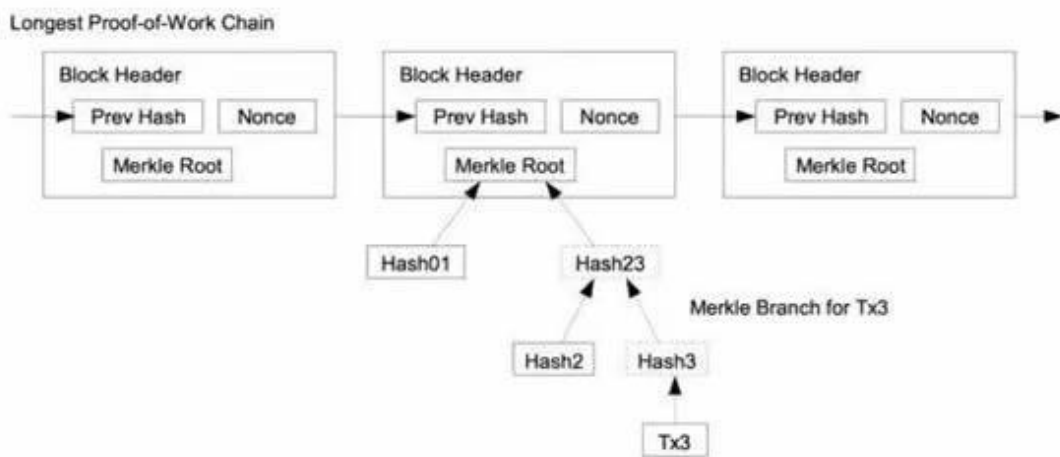 Longest Proof-of-Work Chain
Block Header
Prev Hash
Nonce
Merkle Root
Block Header
Prev Hash
Nonce
Merkle Root
Block Header
Prev Hash
Nonce
Merkle Root
Hash01
Hash23
Merkle Branch for Tx3
Hash2
Hash3
Tx3